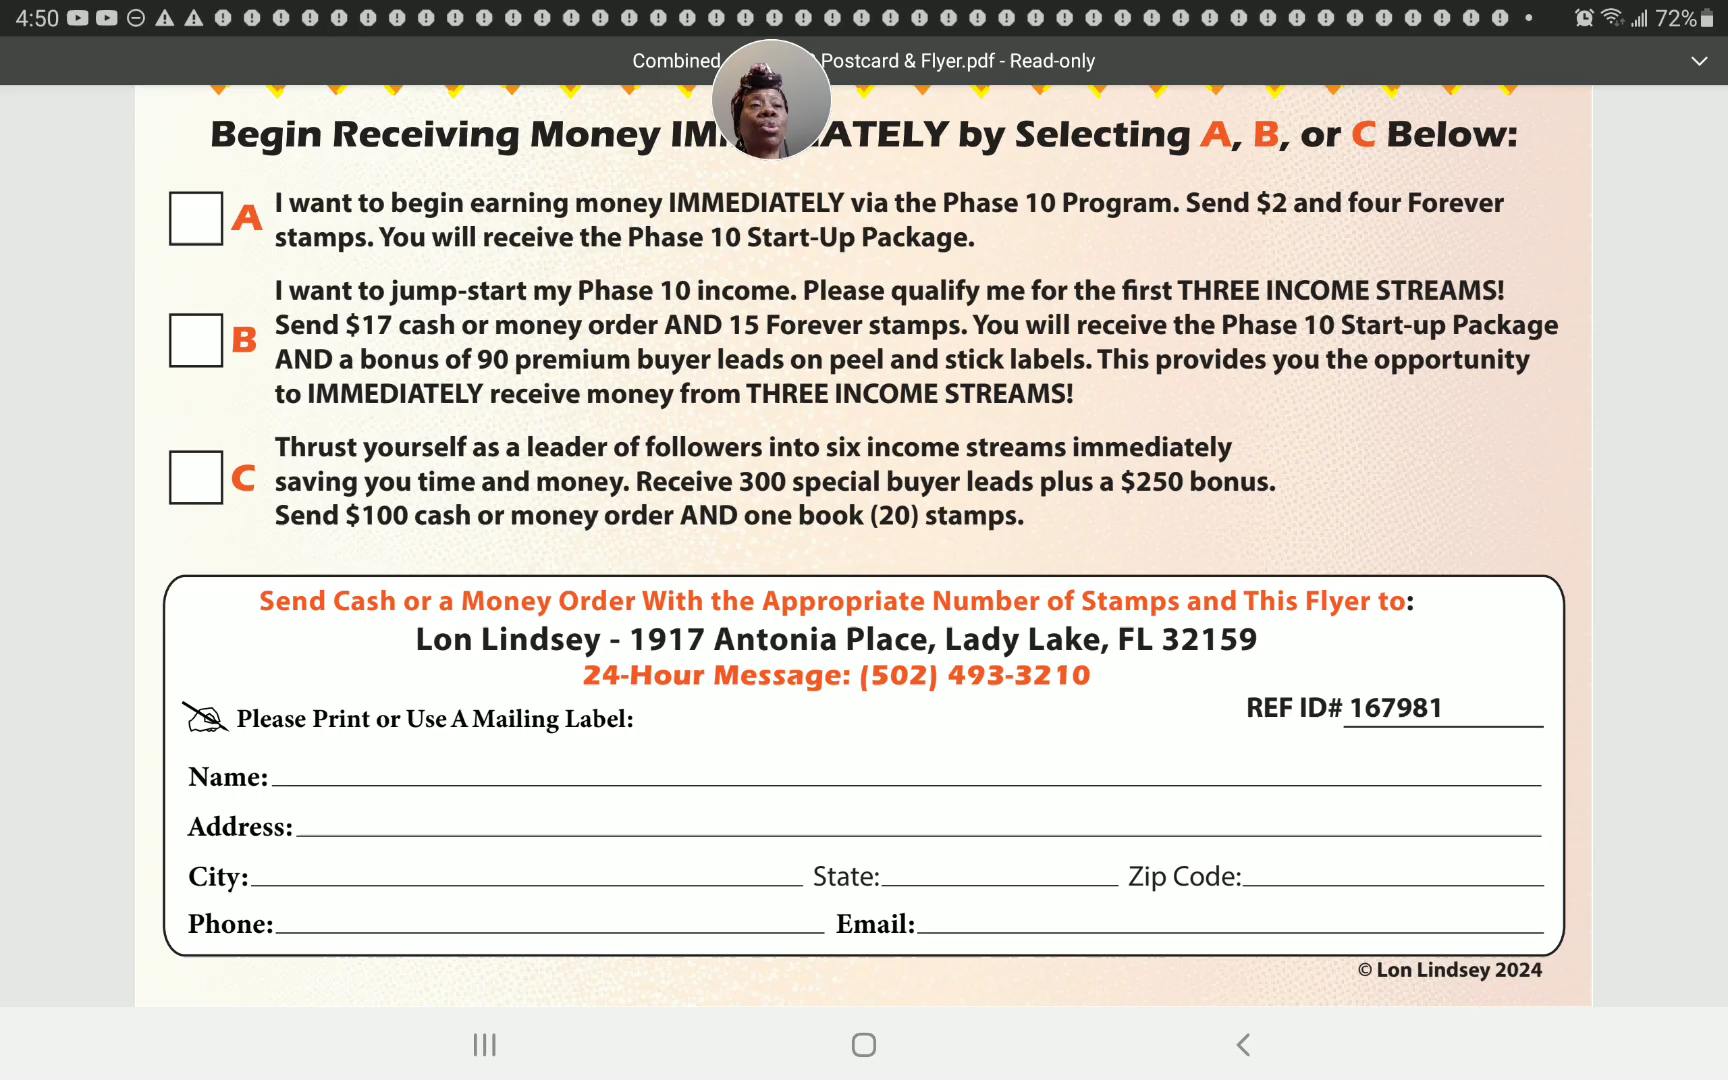 4:50
72%
Combined Postcard & Flyer.pdf - Read-only
Begin Receiving Money IM ATELY by Selecting A, B, or C Below:
A I want to begin earning money IMMEDIATELY via the Phase 10 Program. Send $2 and four Forever
stamps. You will receive the Phase 10 Start-Up Package.
I want to jump-start my Phase 10 income. Please qualify me for the first THREE INCOME STREAMS!
B Send $17 cash or money order AND 15 Forever stamps. You will receive the Phase 10 Start-up Package
AND a bonus of 90 premium buyer leads on peel and stick labels. This provides you the opportunity
to IMMEDIATELY receive money from THREE INCOME STREAMS!
Thrust yourself as a leader of followers into six income streams immediately
C saving you time and money. Receive 300 special buyer leads plus a $250 bonus.
Send $100 cash or money order AND one book (20) stamps.
Send Cash or a Money Order With the Appropriate Number of Stamps and This Flyer to:
Lon Lindsey - 1917 Antonia Place, Lady Lake, FL 32159
24-Hour Message: (502) 493-3210
Please Print or Use A Mailing Label:
REF ID# 167981
Name:
Address:
City: State: Zip Code:
Phone: Email:
© Lon Lindsey 2024